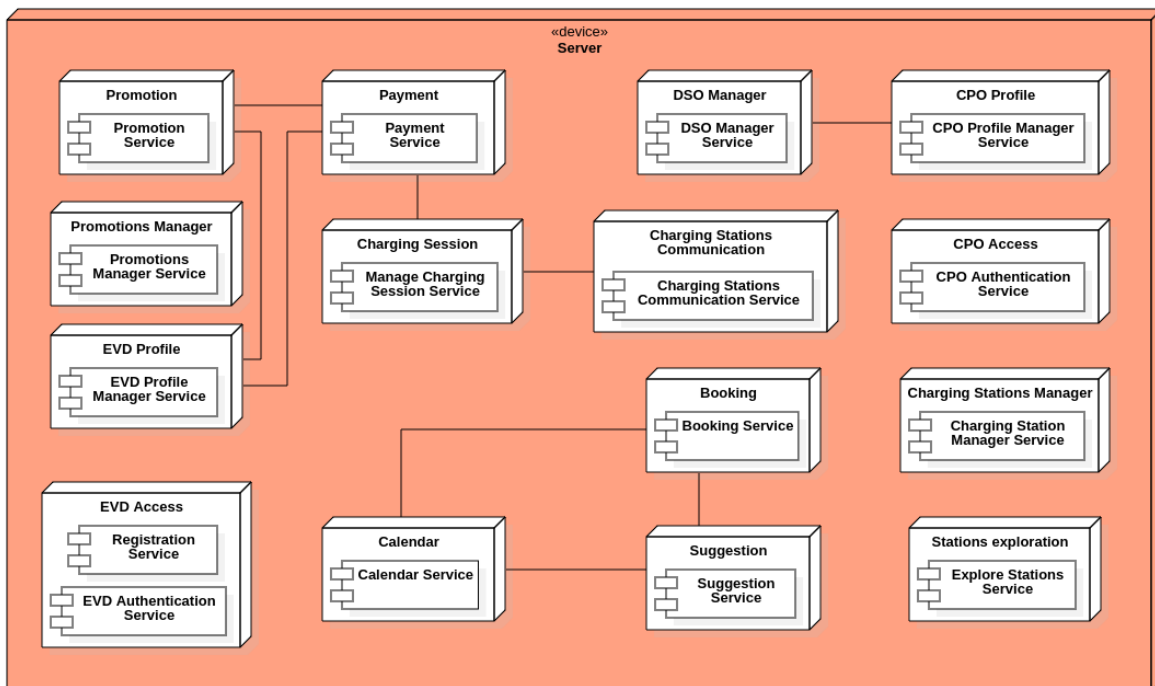 «device»
Server
Promotion
Promotion
Service
Payment
Payment
Service
DSO Manager
DSO Manager
Service
CPO Profile
CPO Profile Manager
Service
Promotions Manager
Promotions
Manager Service
Charging Session
Manage Charging
Session Service
Charging Stations
Communication
Charging Stations
Communication Service
CPO Access
CPO Authentication
Service
EVD Profile
EVD Profile
Manager Service
Booking
Booking Service
Charging Stations Manager
Charging Station
Manager Service
EVD Access
Registration
Service
EVD Authentication
Service
Calendar
Calendar Service
Suggestion
Suggestion
Service
Stations exploration
Explore Stations
Service